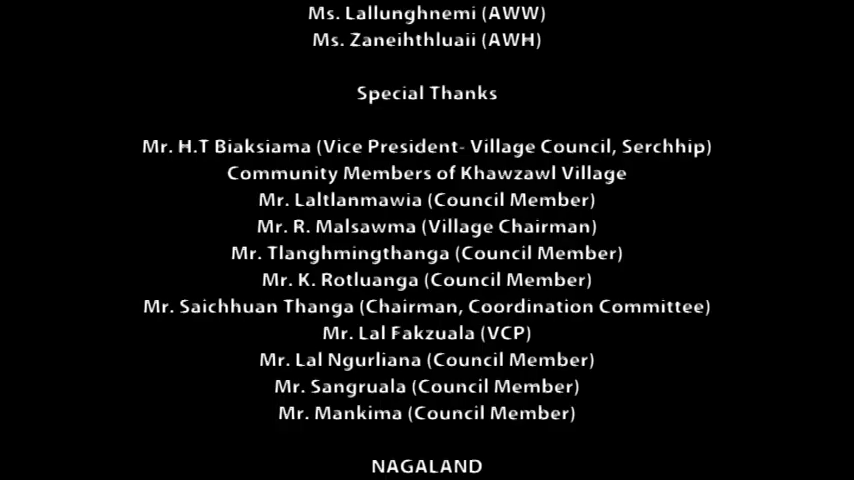 Ms. Lallunghnemi (AWW)
Ms. Zaneihthluaii (AWH)
Special Thanks
Mr. H.T Biaksiama (Vice President- Village Council, Serchhip)
Community Members of Khawzawl Village
Mr. Laltlanmawia (Council Member)
Mr. R. Malsawma (Village Chairman)
Mr. Tlanghmingthanga (Council Member)
Mr. K. Rotluanga (Council Member)
Mr. Saichhuan Thanga (Chairman, Coordination Committee)
Mr. Lal Fakzuala (VCP)
Mr. Lal Ngurliana (Council Member)
Mr. Sangruala (Council Member)
Mr. Mankima (Council Member)
NAGALAND